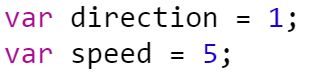 var direction = 1;
var speed = 5;